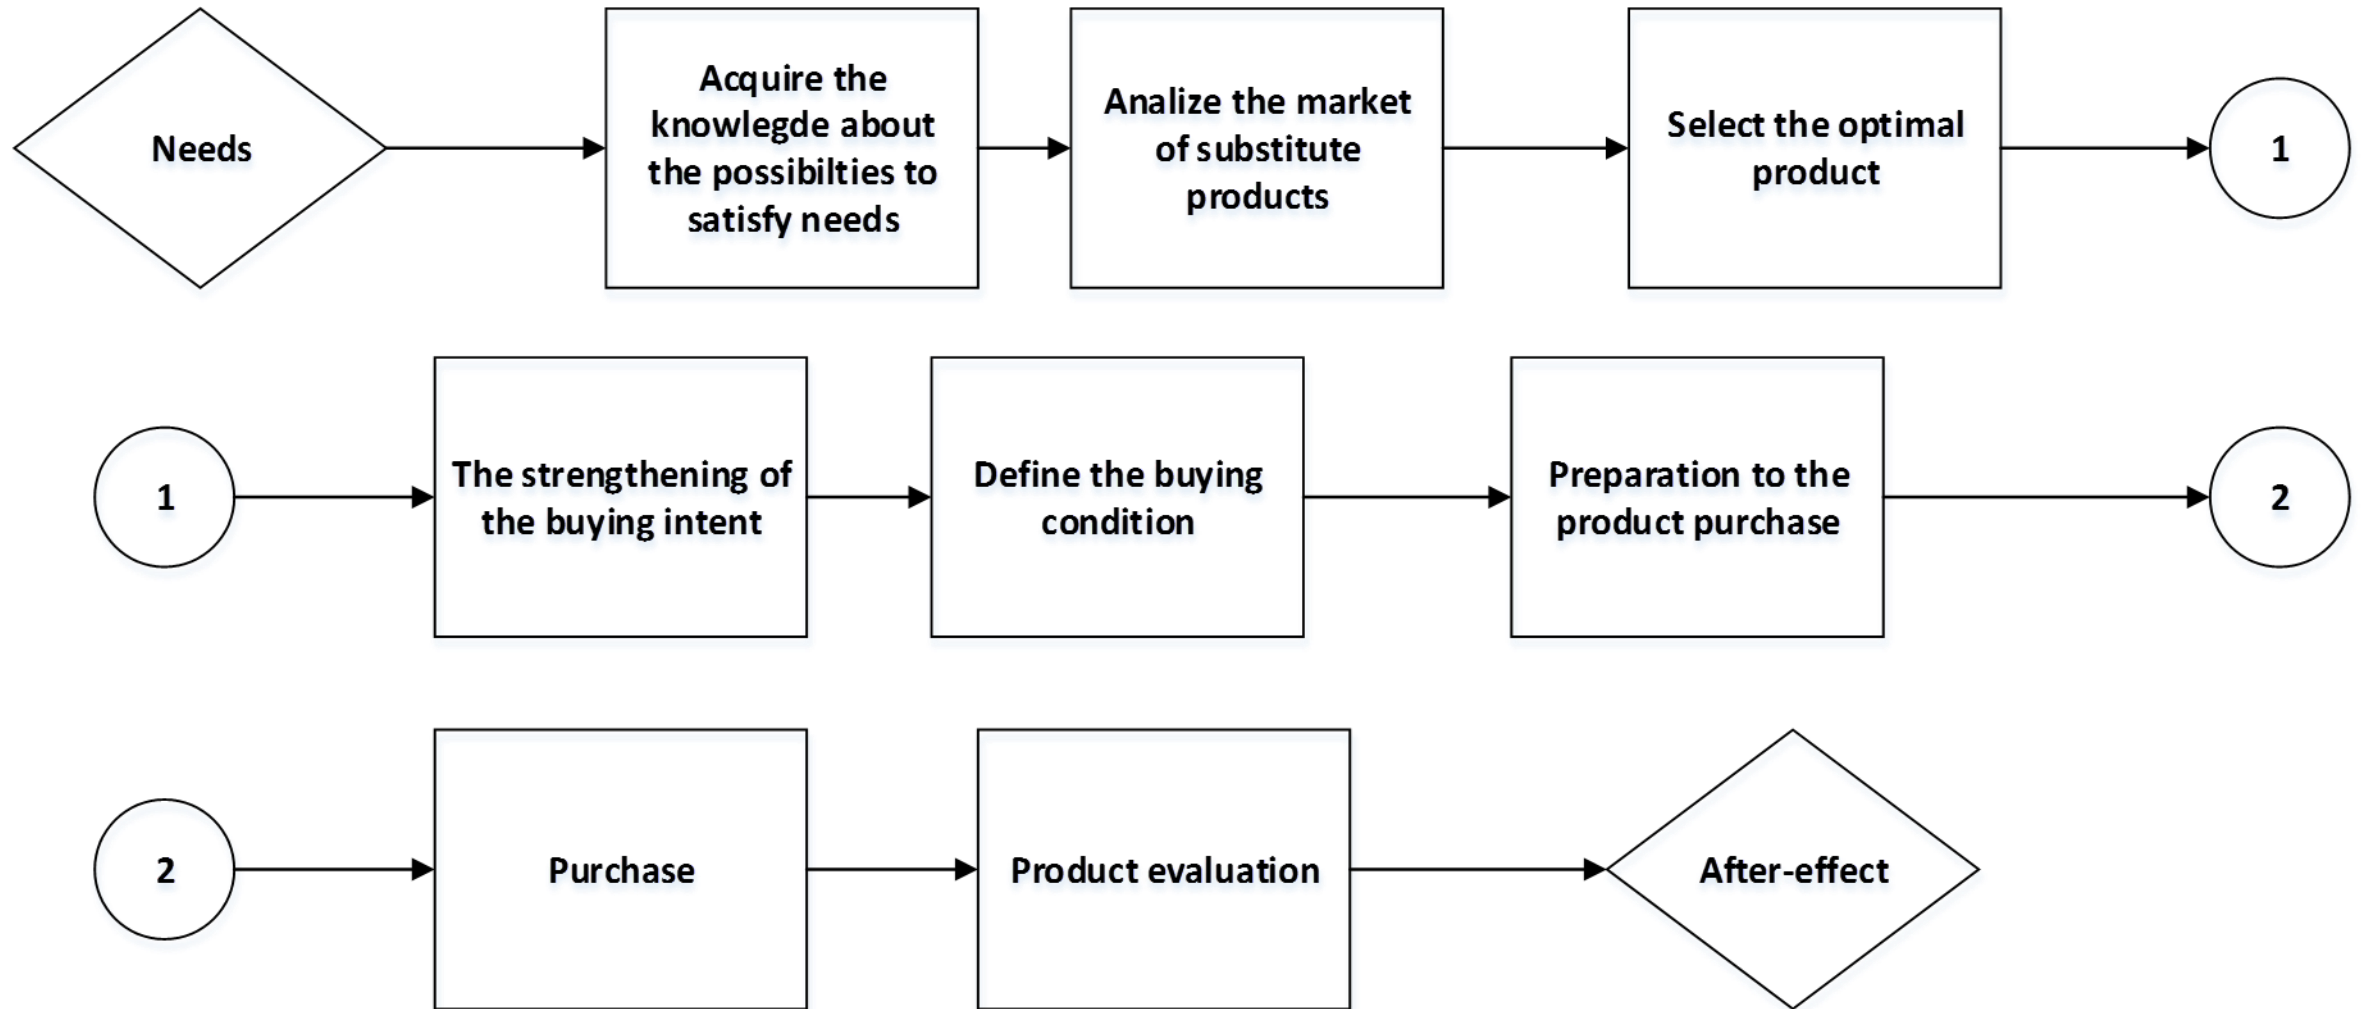 Needs
Acquire the
knowlegde about
the possibilties to
satisfy needs
Analize the market
of substitute
products
Select the optimal
product
1
1
The strengthening of
the buying intent
Define the buying
condition
Preparation to the
product purchase
2
2
Purchase
Product evaluation
After-effect